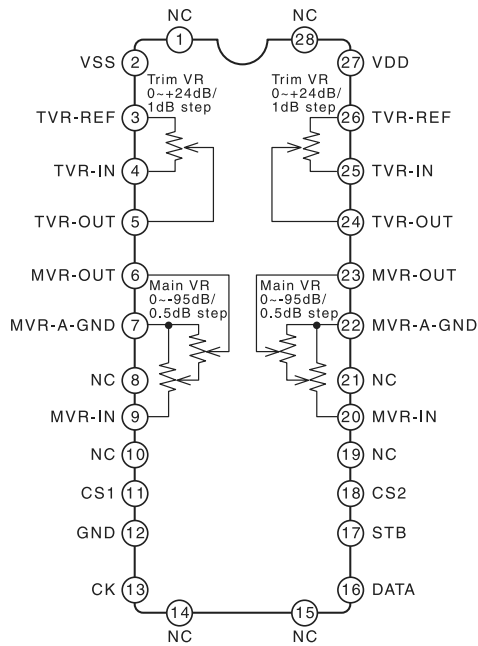 NC NC
1 28
VSS 2 27 VDD
Trim VR Trim VR
0~+24dB/ 0~+24dB/
1dB step 1dB step
TVR-REF 3 26 TVR-REF
TVR-IN 4 25 TVR-IN
TVR-OUT 5 24 TVR-OUT
MVR-OUT 6 23 MVR-OUT
Main VR Main VR
0~-95dB/ 0~-95dB/
0.5dB step 0.5dB step
MVR-A-GND 7 22 MVR-A-GND
NC 8 21 NC
MVR-IN 9 20 MVR-IN
NC 10 19 NC
CS1 11 18 CS2
GND 12 17 STB
CK 13 16 DATA
14 15
NC NC